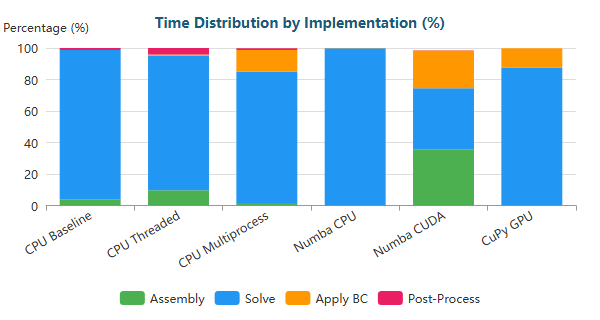 Time Distribution by Implementation (%)
Percentage (%)
100
80
60
40
20
0
CPU Baseline
CPU Threaded
CPU Multiprocess
Numba CPU
Numba CUDA
CuPy GPU
Assembly Solve Apply BC Post-Process